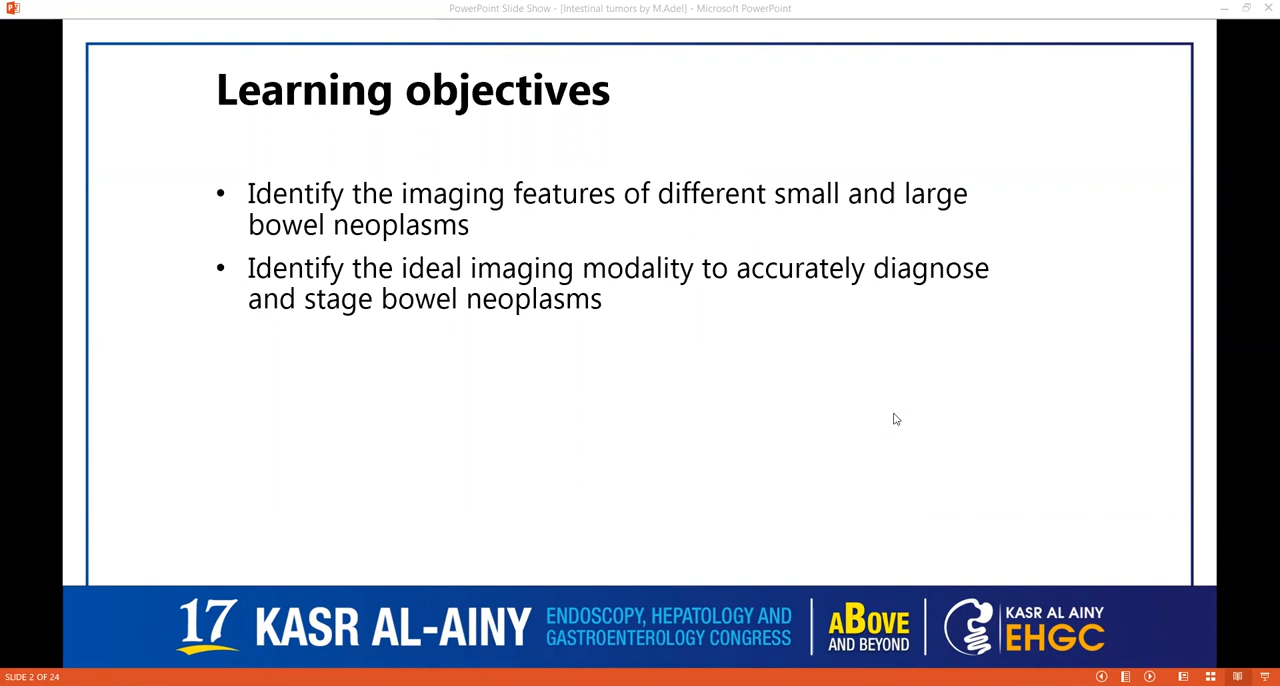 PowerPoint Slide Show - [Intestinal tumors by M.Adel] - Microsoft PowerPoint
Learning objectives
• Identify the imaging features of different small and large
bowel neoplasms
• Identify the ideal imaging modality to accurately diagnose
and stage bowel neoplasms
17 KASR AL-AINY
ENDOSCOPY, HEPATOLOGY AND
GASTROENTEROLOGY CONGRESS
ABOVE
AND BEYOND
KASR AL AINY
EHGC
SLIDE 2 OF 24